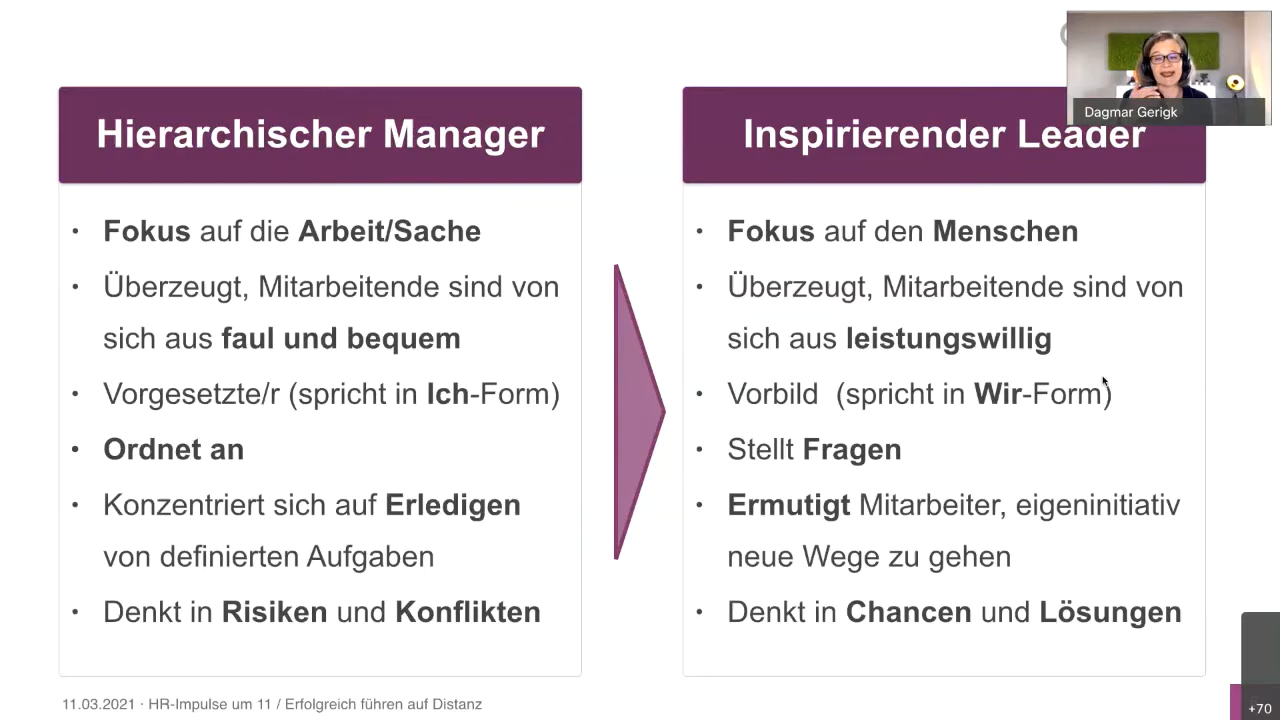 Dagmar Gerigk
Hierarchischer Manager
• Fokus auf die Arbeit/Sache
• Überzeugt, Mitarbeitende sind von
sich aus faul und bequem
• Vorgesetzte/r (spricht in Ich-Form)
• Ordnet an
• Konzentriert sich auf Erledigen
von definierten Aufgaben
• Denkt in Risiken und Konflikten
Inspirierender Leader
• Fokus auf den Menschen
• Überzeugt, Mitarbeitende sind von
sich aus leistungswillig
• Vorbild  (spricht in Wir-Form)
• Stellt Fragen
• Ermutigt Mitarbeiter, eigeninitiativ
neue Wege zu gehen
• Denkt in Chancen und Lösungen
11.03.2021 · HR-Impulse um 11 / Erfolgreich führen auf Distanz
+70